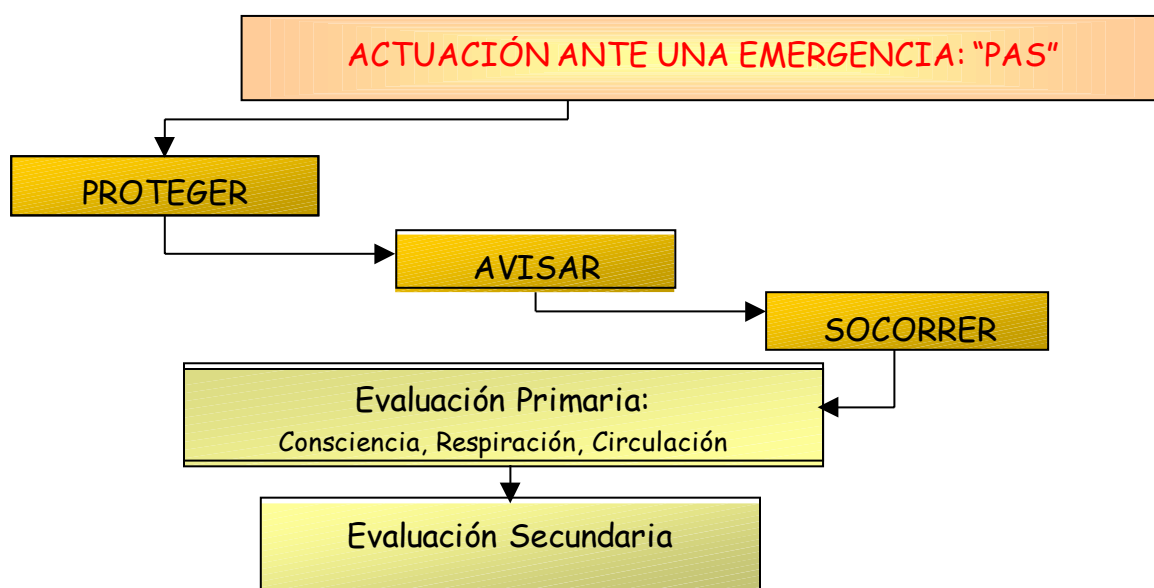 ACTUACIÓN ANTE UNA EMERGENCIA: “PAS”
PROTEGER
AVISAR
SOCORRER
Evaluación Primaria:
Consciencia, Respiración, Circulación
Evaluación Secundaria